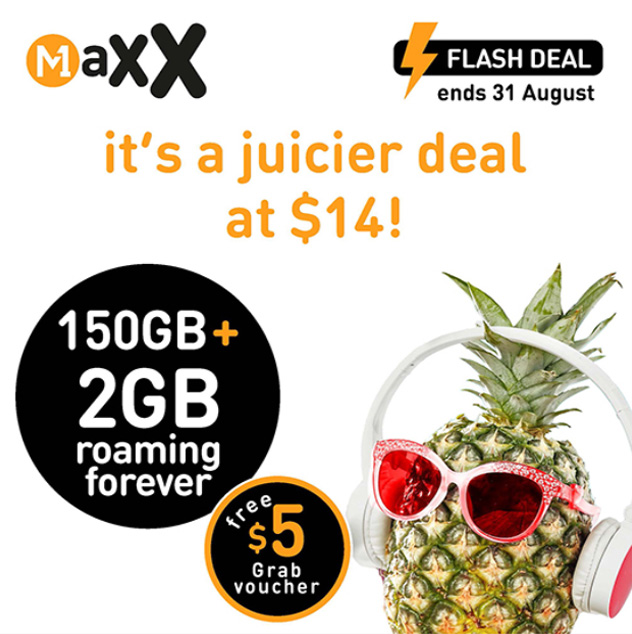 M1 MaxX
FLASH DEAL
ends 31 August
it's a juicier deal
at $14!
150GB+
2GB
roaming
forever
free
$5
Grab
voucher